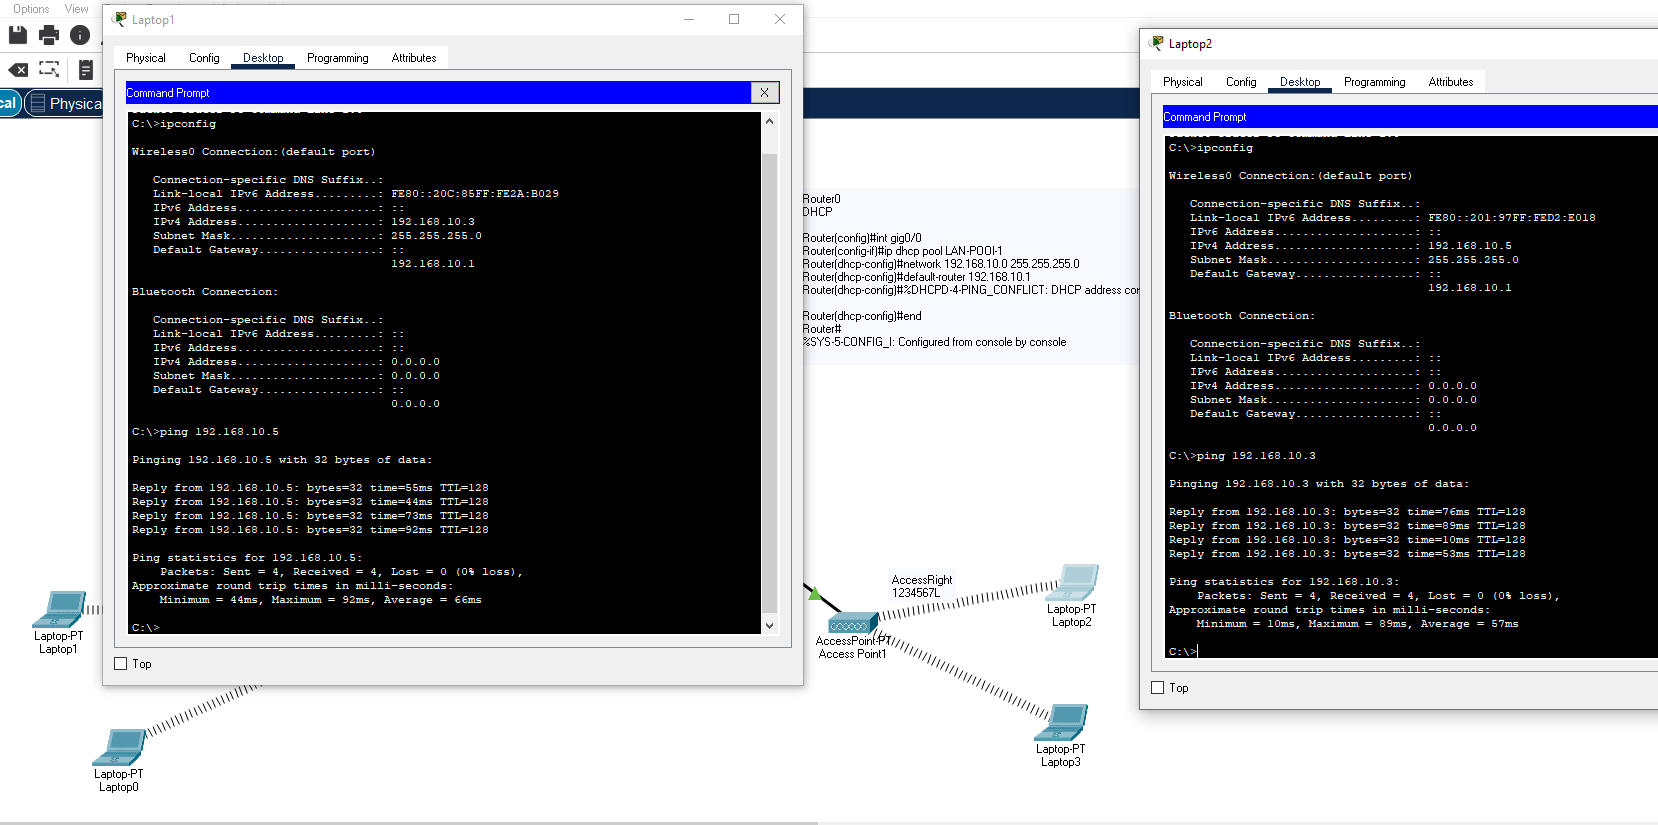 Options View
Laptop1
Physical Config Desktop Programming Attributes
Command Prompt X
C:\>ipconfig
Wireless0 Connection:(default port)
Connection-specific DNS Suffix..:
Link-local IPv6 Address.........: FE80::20C:85FF:FE2A:B029
IPv6 Address....................: ::
IPv4 Address....................: 192.168.10.3
Subnet Mask.....................: 255.255.255.0
Default Gateway.................: ::
192.168.10.1
Bluetooth Connection:
Connection-specific DNS Suffix..:
Link-local IPv6 Address.........: ::
IPv6 Address....................: ::
IPv4 Address....................: 0.0.0.0
Subnet Mask.....................: 0.0.0.0
Default Gateway.................: ::
0.0.0.0
C:\>ping 192.168.10.5
Pinging 192.168.10.5 with 32 bytes of data:
Reply from 192.168.10.5: bytes=32 time=55ms TTL=128
Reply from 192.168.10.5: bytes=32 time=44ms TTL=128
Reply from 192.168.10.5: bytes=32 time=73ms TTL=128
Reply from 192.168.10.5: bytes=32 time=92ms TTL=128
Ping statistics for 192.168.10.5:
Packets: Sent = 4, Received = 4, Lost = 0 (0% loss),
Approximate round trip times in milli-seconds:
Minimum = 44ms, Maximum = 92ms, Average = 66ms
C:\>
Top
cal Physica
Router0
DHCP
Router(config)#int gig0/0
Router(config-if)#ip dhcp pool LAN-POOl-1
Router(dhcp-config)#network 192.168.10.0 255.255.255.0
Router(dhcp-config)#default-router 192.168.10.1
Router(dhcp-config)#%DHCPD-4-PING_CONFLICT: DHCP address cor
Router(dhcp-config)#end
Router#
%SYS-5-CONFIG_I: Configured from console by console
Laptop-PT
Laptop1
Laptop-PT
Laptop0
AccessRight
1234567L
AccessPoint-PT
Access Point1
Laptop-PT
Laptop2
Laptop-PT
Laptop3
Laptop2
Physical Config Desktop Programming Attributes
Command Prompt
C:\>ipconfig
Wireless0 Connection:(default port)
Connection-specific DNS Suffix..:
Link-local IPv6 Address.........: FE80::201:97FF:FED2:E018
IPv6 Address....................: ::
IPv4 Address....................: 192.168.10.5
Subnet Mask.....................: 255.255.255.0
Default Gateway.................: ::
192.168.10.1
Bluetooth Connection:
Connection-specific DNS Suffix..:
Link-local IPv6 Address.........: ::
IPv6 Address....................: ::
IPv4 Address....................: 0.0.0.0
Subnet Mask.....................: 0.0.0.0
Default Gateway.................: ::
0.0.0.0
C:\>ping 192.168.10.3
Pinging 192.168.10.3 with 32 bytes of data:
Reply from 192.168.10.3: bytes=32 time=76ms TTL=128
Reply from 192.168.10.3: bytes=32 time=89ms TTL=128
Reply from 192.168.10.3: bytes=32 time=10ms TTL=128
Reply from 192.168.10.3: bytes=32 time=53ms TTL=128
Ping statistics for 192.168.10.3:
Packets: Sent = 4, Received = 4, Lost = 0 (0% loss),
Approximate round trip times in milli-seconds:
Minimum = 10ms, Maximum = 89ms, Average = 57ms
C:\>
Top